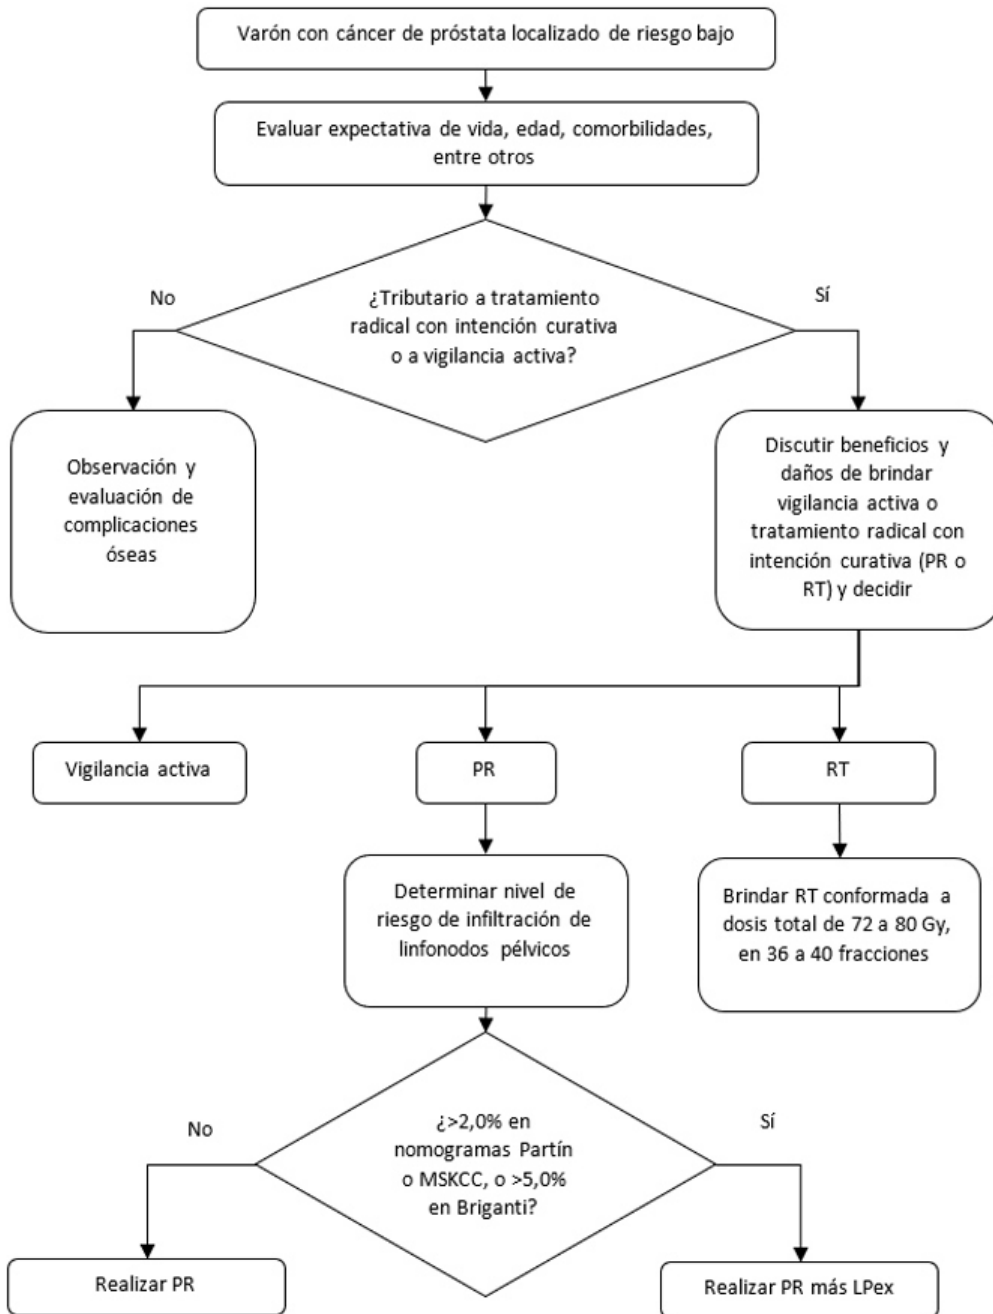 Varón con cáncer de próstata localizado de riesgo bajo
Evaluar expectativa de vida, edad, comorbilidades,
entre otros
No
¿Tributario a tratamiento
radical con intención curativa
o a vigilancia activa?
Sí
Observación y
evaluación de
complicaciones
óseas
Discutir beneficios y
daños de brindar
vigilancia activa o
tratamiento radical con
intención curativa (PR o
RT) y decidir
Vigilancia activa
PR
RT
Determinar nivel de
riesgo de infiltración de
linfonodos pélvicos
Brindar RT conformada a
dosis total de 72 a 80 Gy,
en 36 a 40 fracciones
No
¿>2,0% en
nomogramas Partín
o MSKCC, o >5,0%
en Briganti?
Sí
Realizar PR
Realizar PR más LPex